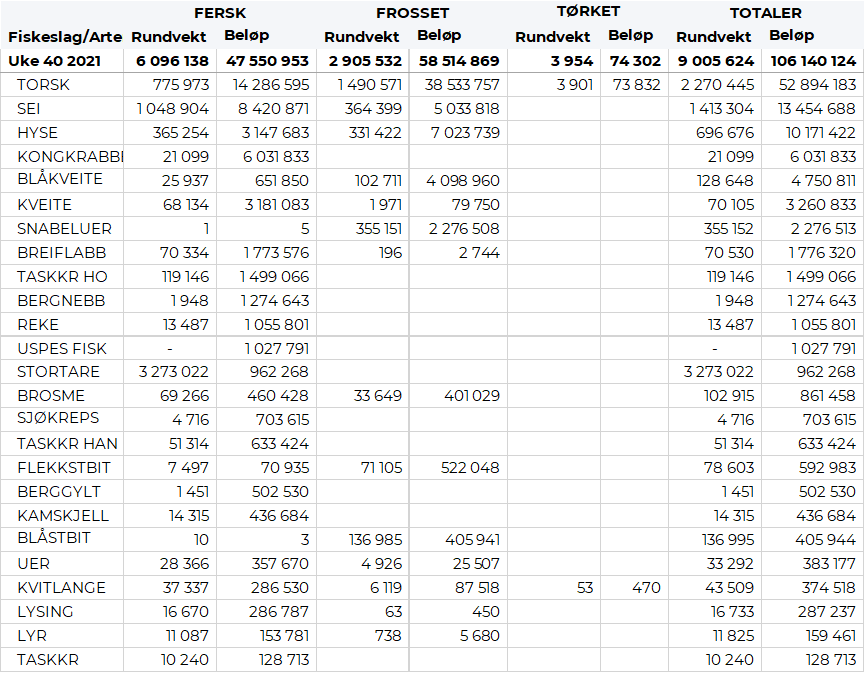 FERSK FROSSET TØRKET TOTALER
Fiskeslag/Arte Rundvekt Beløp Rundvekt Beløp Rundvekt Beløp Rundvekt Beløp
Uke 40 2021 6 096 138 47 550 953 2 905 532 58 514 869 3 954 74 302 9 005 624 106 140 124
TORSK 775 973 14 286 595 1 490 571 38 533 757 3 901 73 832 2 270 445 52 894 183
SEI 1 048 904 8 420 871 364 399 5 033 818 1 413 304 13 454 688
HYSE 365 254 3 147 683 331 422 7 023 739 696 676 10 171 422
KONGKRABBI 21 099 6 031 833 21 099 6 031 833
BLÅKVEITE 25 937 651 850 102 711 4 098 960 128 648 4 750 811
KVEITE 68 134 3 181 083 1 971 79 750 70 105 3 260 833
SNABELUER 1 5 355 151 2 276 508 355 152 2 276 513
BREIFLABB 70 334 1 773 576 196 2 744 70 530 1 776 320
TASKKR HO 119 146 1 499 066 119 146 1 499 066
BERGNEBB 1 948 1 274 643 1 948 1 274 643
REKE 13 487 1 055 801 13 487 1 055 801
USPES FISK - 1 027 791 - 1 027 791
STORTARE 3 273 022 962 268 3 273 022 962 268
BROSME 69 266 460 428 33 649 401 029 102 915 861 458
SJØKREPS 4 716 703 615 4 716 703 615
TASKKR HAN 51 314 633 424 51 314 633 424
FLEKKSTBIT 7 497 70 935 71 105 522 048 78 603 592 983
BERGGYLT 1 451 502 530 1 451 502 530
KAMSKJELL 14 315 436 684 14 315 436 684
BLÅSTBIT 10 3 136 985 405 941 136 995 405 944
UER 28 366 357 670 4 926 25 507 33 292 383 177
KVITLANGE 37 337 286 530 6 119 87 518 53 470 43 509 374 518
LYSING 16 670 286 787 63 450 16 733 287 237
LYR 11 087 153 781 738 5 680 11 825 159 461
TASKKR 10 240 128 713 10 240 128 713